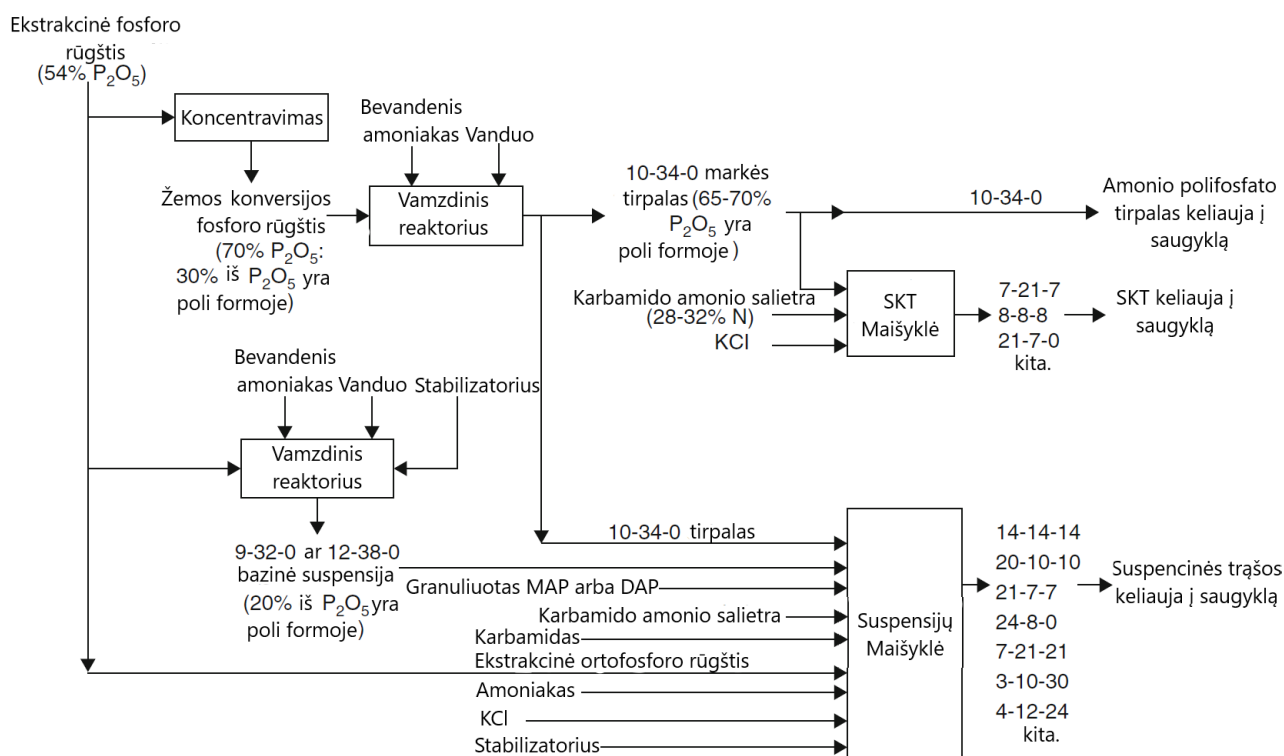 Ekstrakcinė fosforo
rūgštis
(54% P₂O₅)
Koncentravimas
Bevandenis
amoniakas Vanduo
Žemos konversijos
fosforo rūgštis
(70% P₂O₅:
30% iš P₂O₅ yra
poli formoje)
Vamzdinis
reaktorius
10-34-0 markės
tirpalas (65-70%
P₂O₅ yra
poli formoje)
10-34-0
Amonio polifosfato
tirpalas keliauja į
saugyklą
Karbamido amonio salietra
(28-32% N)
KCl
SKT
Maišyklė
7-21-7
8-8-8
21-7-0
kita.
SKT keliauja į
saugyklą
Bevandenis
amoniakas Vanduo
Stabilizatorius
Vamzdinis
reaktorius
9-32-0 ar 12-38-0
bazinė suspensija
(20% iš P₂O₅ yra
poli formoje)
10-34-0 tirpalas
Granuliuotas MAP arba DAP
Karbamido amonio salietra
Karbamidas
Ekstrakcinė ortofosforo rūgštis
Amoniakas
KCl
Stabilizatorius
Suspensijų
Maišyklė
14-14-14
20-10-10
21-7-7
24-8-0
7-21-21
3-10-30
4-12-24
kita.
Suspencinės trąšos
keliauja į saugyklą